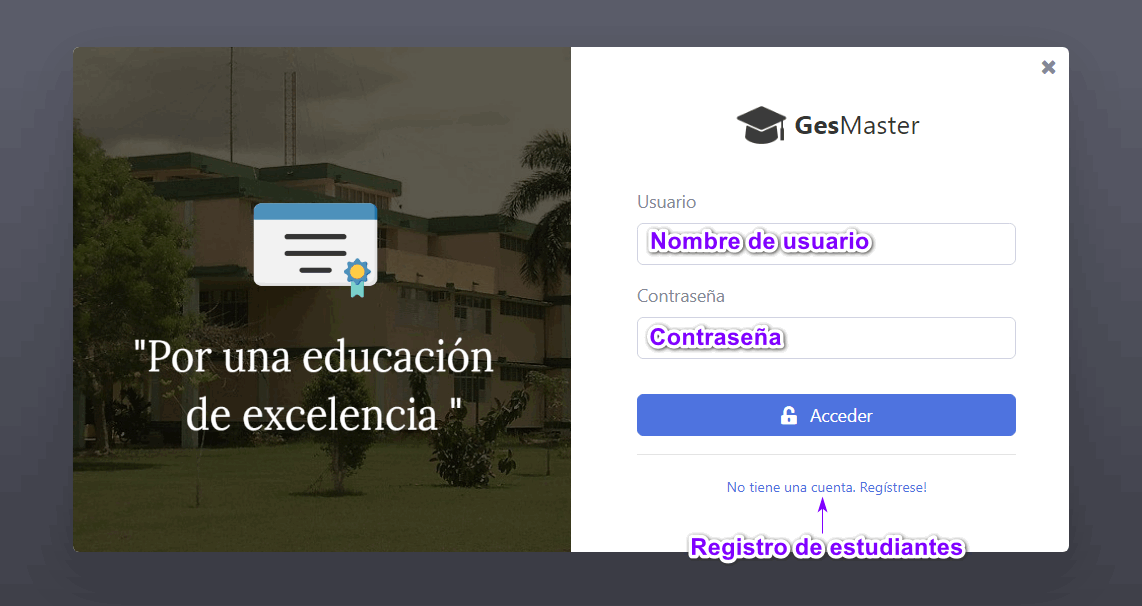 "Por una educación
de excelencia "
GesMaster
Usuario
Nombre de usuario
Contraseña
Contraseña
Acceder
No tiene una cuenta. Regístrese!
Registro de estudiantes